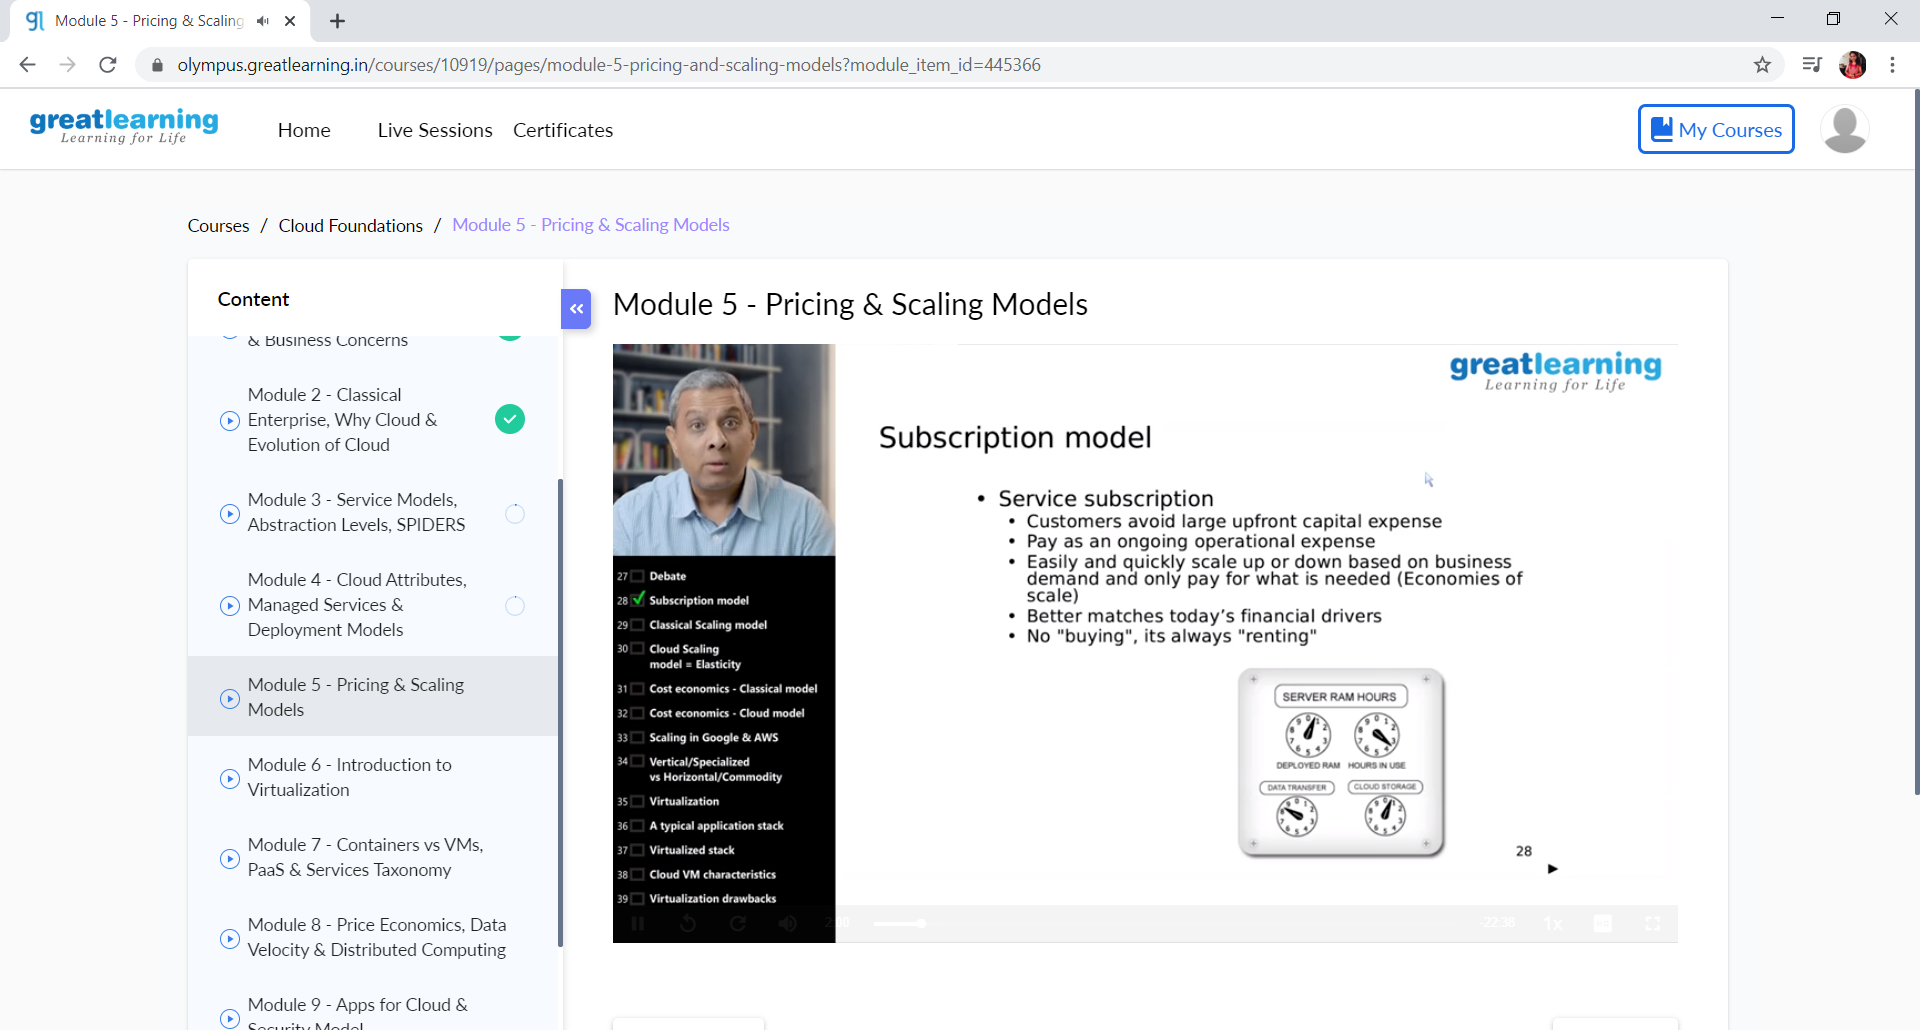 Module 5 - Pricing & Scaling
olympus.greatlearning.in/courses/10919/pages/module-5-pricing-and-scaling-models?module_item_id=445366
greatlearning
Learning for Life
Home
Live Sessions
Certificates
My Courses
Courses / Cloud Foundations / Module 5 - Pricing & Scaling Models
Content
& Business Concerns
Module 2 - Classical
Enterprise, Why Cloud &
Evolution of Cloud
Module 3 - Service Models,
Abstraction Levels, SPIDERS
Module 4 - Cloud Attributes,
Managed Services &
Deployment Models
Module 5 - Pricing & Scaling
Models
Module 6 - Introduction to
Virtualization
Module 7 - Containers vs VMs,
PaaS & Services Taxonomy
Module 8 - Price Economics, Data
Velocity & Distributed Computing
Module 9 - Apps for Cloud &
Security Model
Module 5 - Pricing & Scaling Models
27 Debate
28 Subscription model
29 Classical Scaling model
30 Cloud Scaling
model = Elasticity
31 Cost economics - Classical model
32 Cost economics - Cloud model
33 Scaling in Google & AWS
34 Vertical/Specialized
vs Horizontal/Commodity
35 Virtualization
36 A typical application stack
37 Virtualized stack
38 Cloud VM characteristics
39 Virtualization drawbacks
greatlearning
Learning for Life
Subscription model
• Service subscription
• Customers avoid large upfront capital expense
• Pay as an ongoing operational expense
• Easily and quickly scale up or down based on business
demand and only pay for what is needed (Economies of
scale)
• Better matches today's financial drivers
• No "buying", its always "renting"
SERVER RAM HOURS
DEPLOYED RAM HOURS IN USE
DATA TRANSFER CLOUD STORAGE
28
-22:38
1x